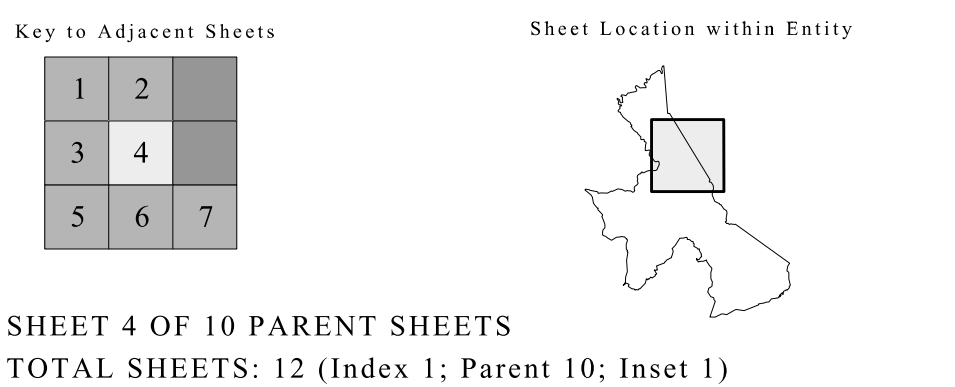 Key to Adjacent Sheets
Sheet Location within Entity
1 2
3 4
5 6 7
SHEET 4 OF 10 PARENT SHEETS
TOTAL SHEETS: 12 (Index 1; Parent 10; Inset 1)